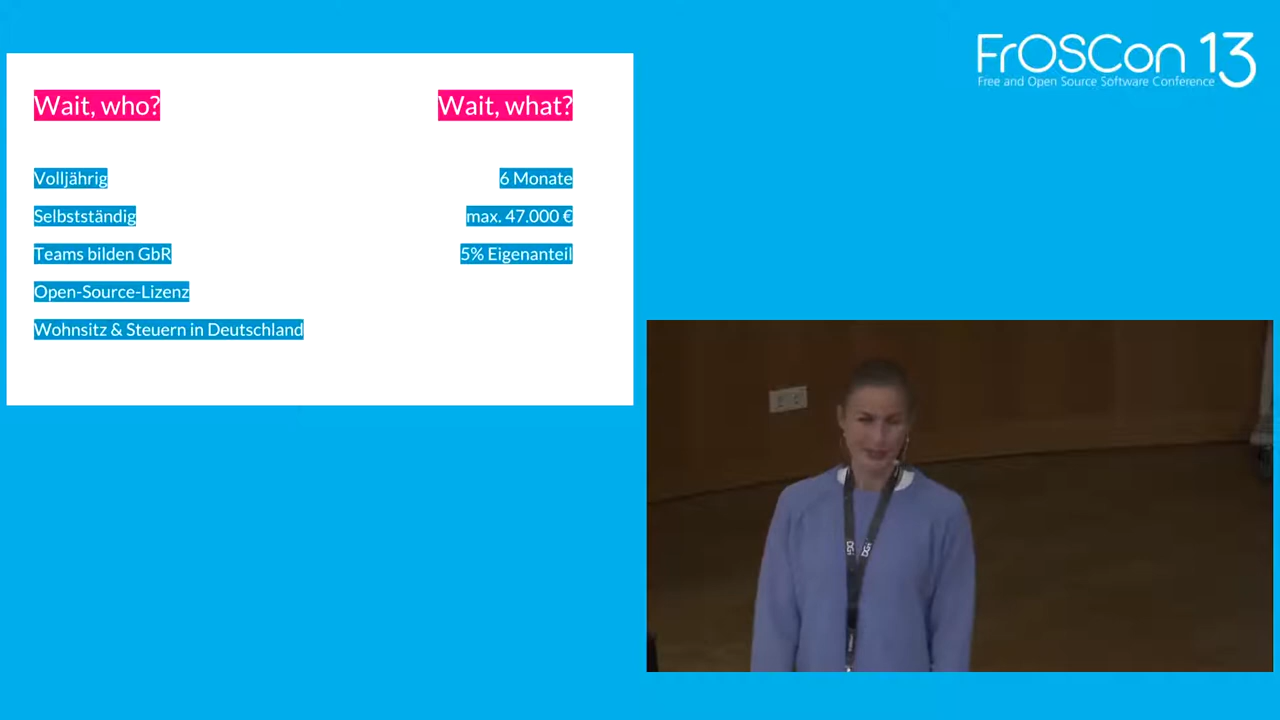 FrOSCon 13
Free and Open Source Software Conference
Wait, who?
Volljährig
Selbstständig
Teams bilden GbR
Open-Source-Lizenz
Wohnsitz & Steuern in Deutschland
Wait, what?
6 Monate
max. 47.000 €
5% Eigenanteil